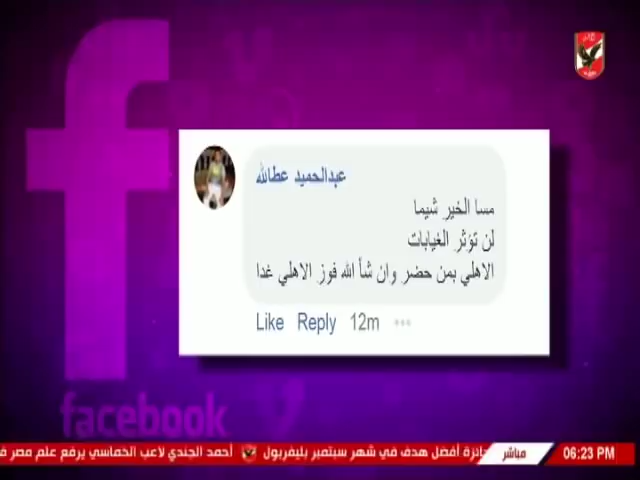 عبدالحميد عطالله
مسا الخير شيما
لن تؤثر الغيابات
الاهلي بمن حضر وان شأ الله فوز الاهلي غدا
Like Reply 12m
facebook
جائزة أفضل هدف في شهر سبتمبر بليفربول أحمد الجندي لاعب الخماسي يرفع علم مصر
مباشر
06:23 PM